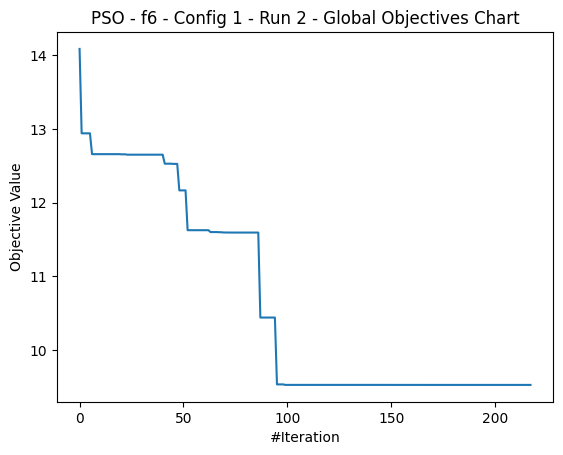 PSO - f6 - Config 1 - Run 2 - Global Objectives Chart
14
13
12
11
10
Objective Value
0 50 100 150 200
#Iteration